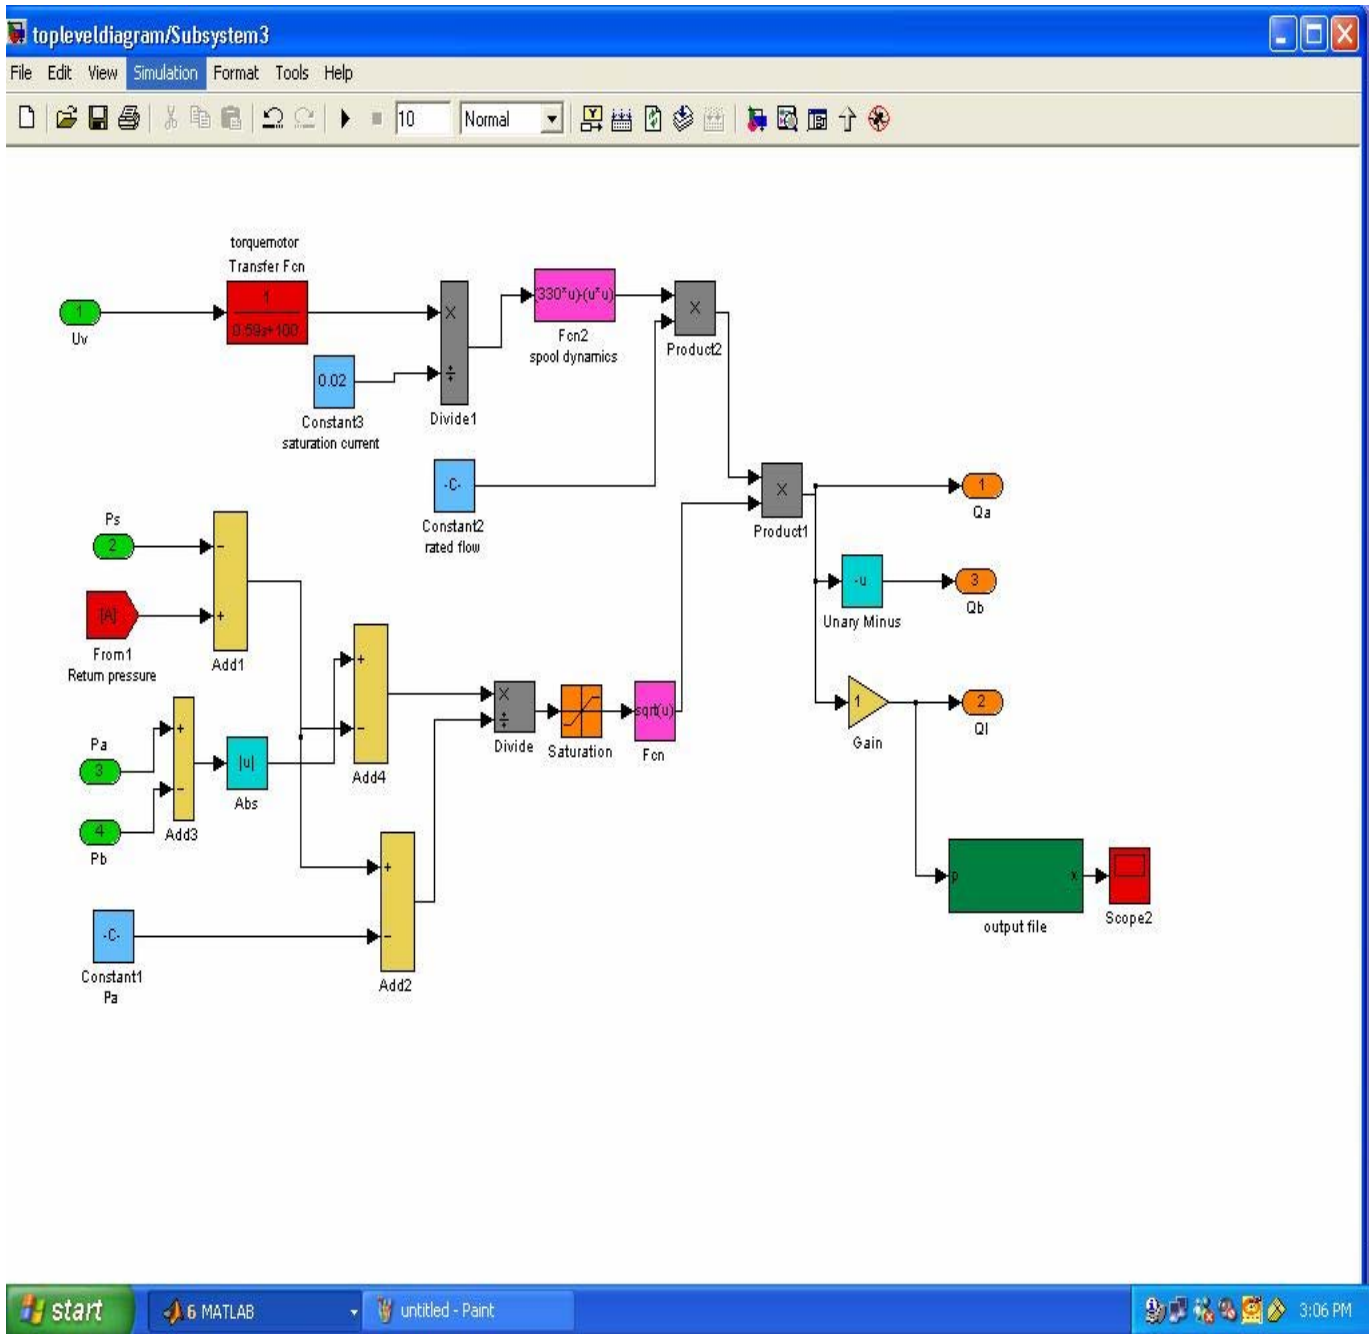 topleveldiagram/Subsystem3
File Edit View Simulation Format Tools Help
10 Normal
torquemotor
Transfer Fcn
1
0.59s+100
1
Uv
0.02
Constant3
saturation current
X
÷
Divide1
(330*u)-(u*u)
Fcn2
spool dynamics
X
Product2
-C-
Constant2
rated flow
X
Product1
1
Qa
-u
Unary Minus
3
Qb
1
Gain
2
Ql
Ps
2
[A]
From1
Return pressure
-
+
Add1
Pa
3
4
Pb
+
-
Add3
|u|
Abs
+
-
Add4
X
÷
Divide
Saturation
sqrt(u)
Fcn
+
-
Add2
-C-
Constant1
Pa
p x
output file
Scope2
start 6 MATLAB untitled - Paint 3:06 PM